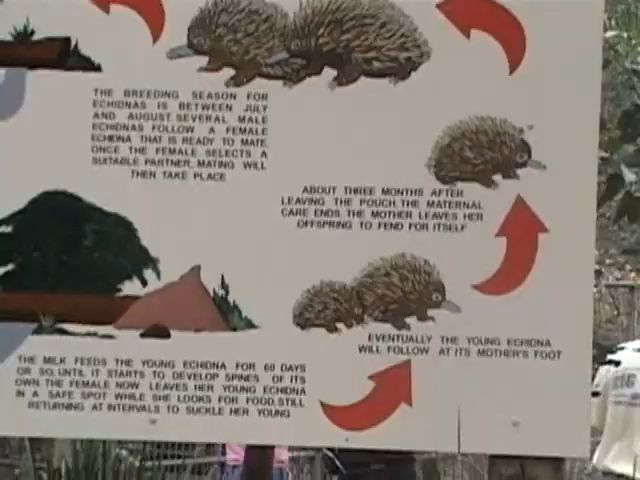 THE BREEDING SEASON FOR
ECHIDNAS IS BETWEEN JULY
AND AUGUST. SEVERAL MALE
ECHIDNAS FOLLOW A FEMALE
ECHIDNA THAT IS READY TO MATE.
ONCE THE FEMALE SELECTS A
SUITABLE PARTNER, MATING WILL
THEN TAKE PLACE
ABOUT THREE MONTHS AFTER
LEAVING THE POUCH, THE MATERNAL
CARE ENDS. THE MOTHER LEAVES HER
OFFSPRING TO FEND FOR ITSELF
EVENTUALLY THE YOUNG ECHIDNA
WILL FOLLOW AT ITS MOTHER'S FOOT
THE MILK FEEDS THE YOUNG ECHIDNA FOR 60 DAYS
OR SO, UNTIL IT STARTS TO DEVELOP SPINES OF ITS
OWN. THE FEMALE NOW LEAVES HER YOUNG ECHIDNA
IN A SAFE SPOT WHILE SHE LOOKS FOR FOOD, STILL
RETURNING AT INTERVALS TO SUCKLE HER YOUNG